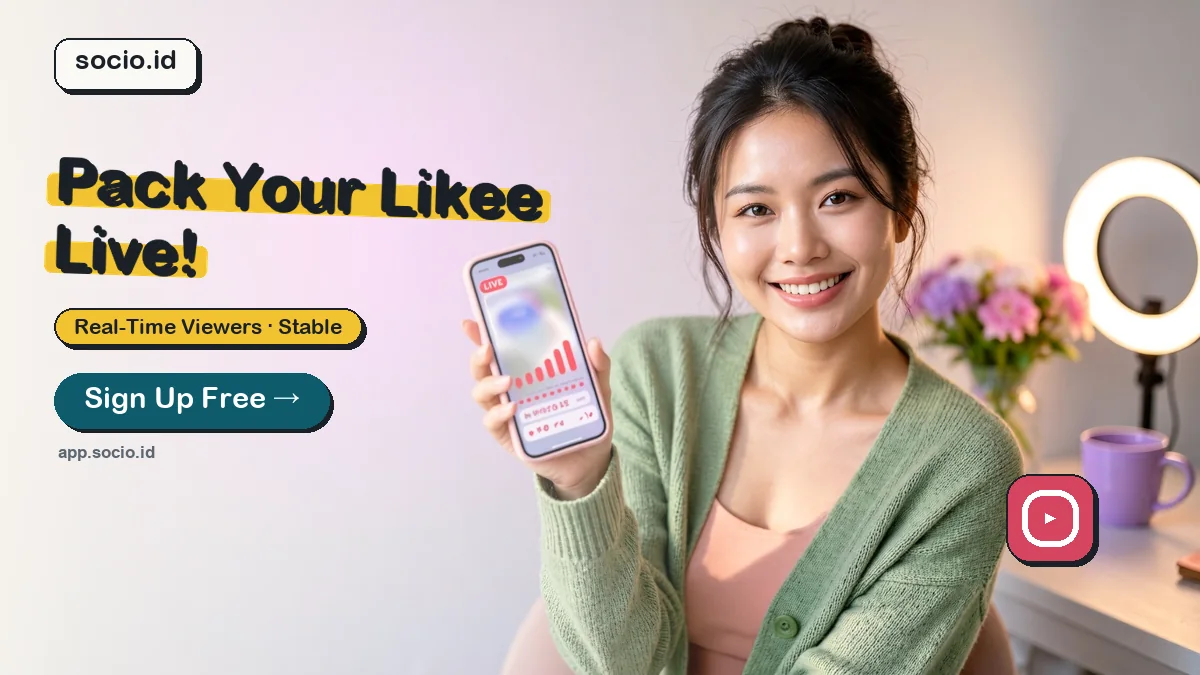 socio.id
Pack Your Likee
Live!
Real-Time Viewers · Stable
Sign Up Free →
app.socio.id
LIVE